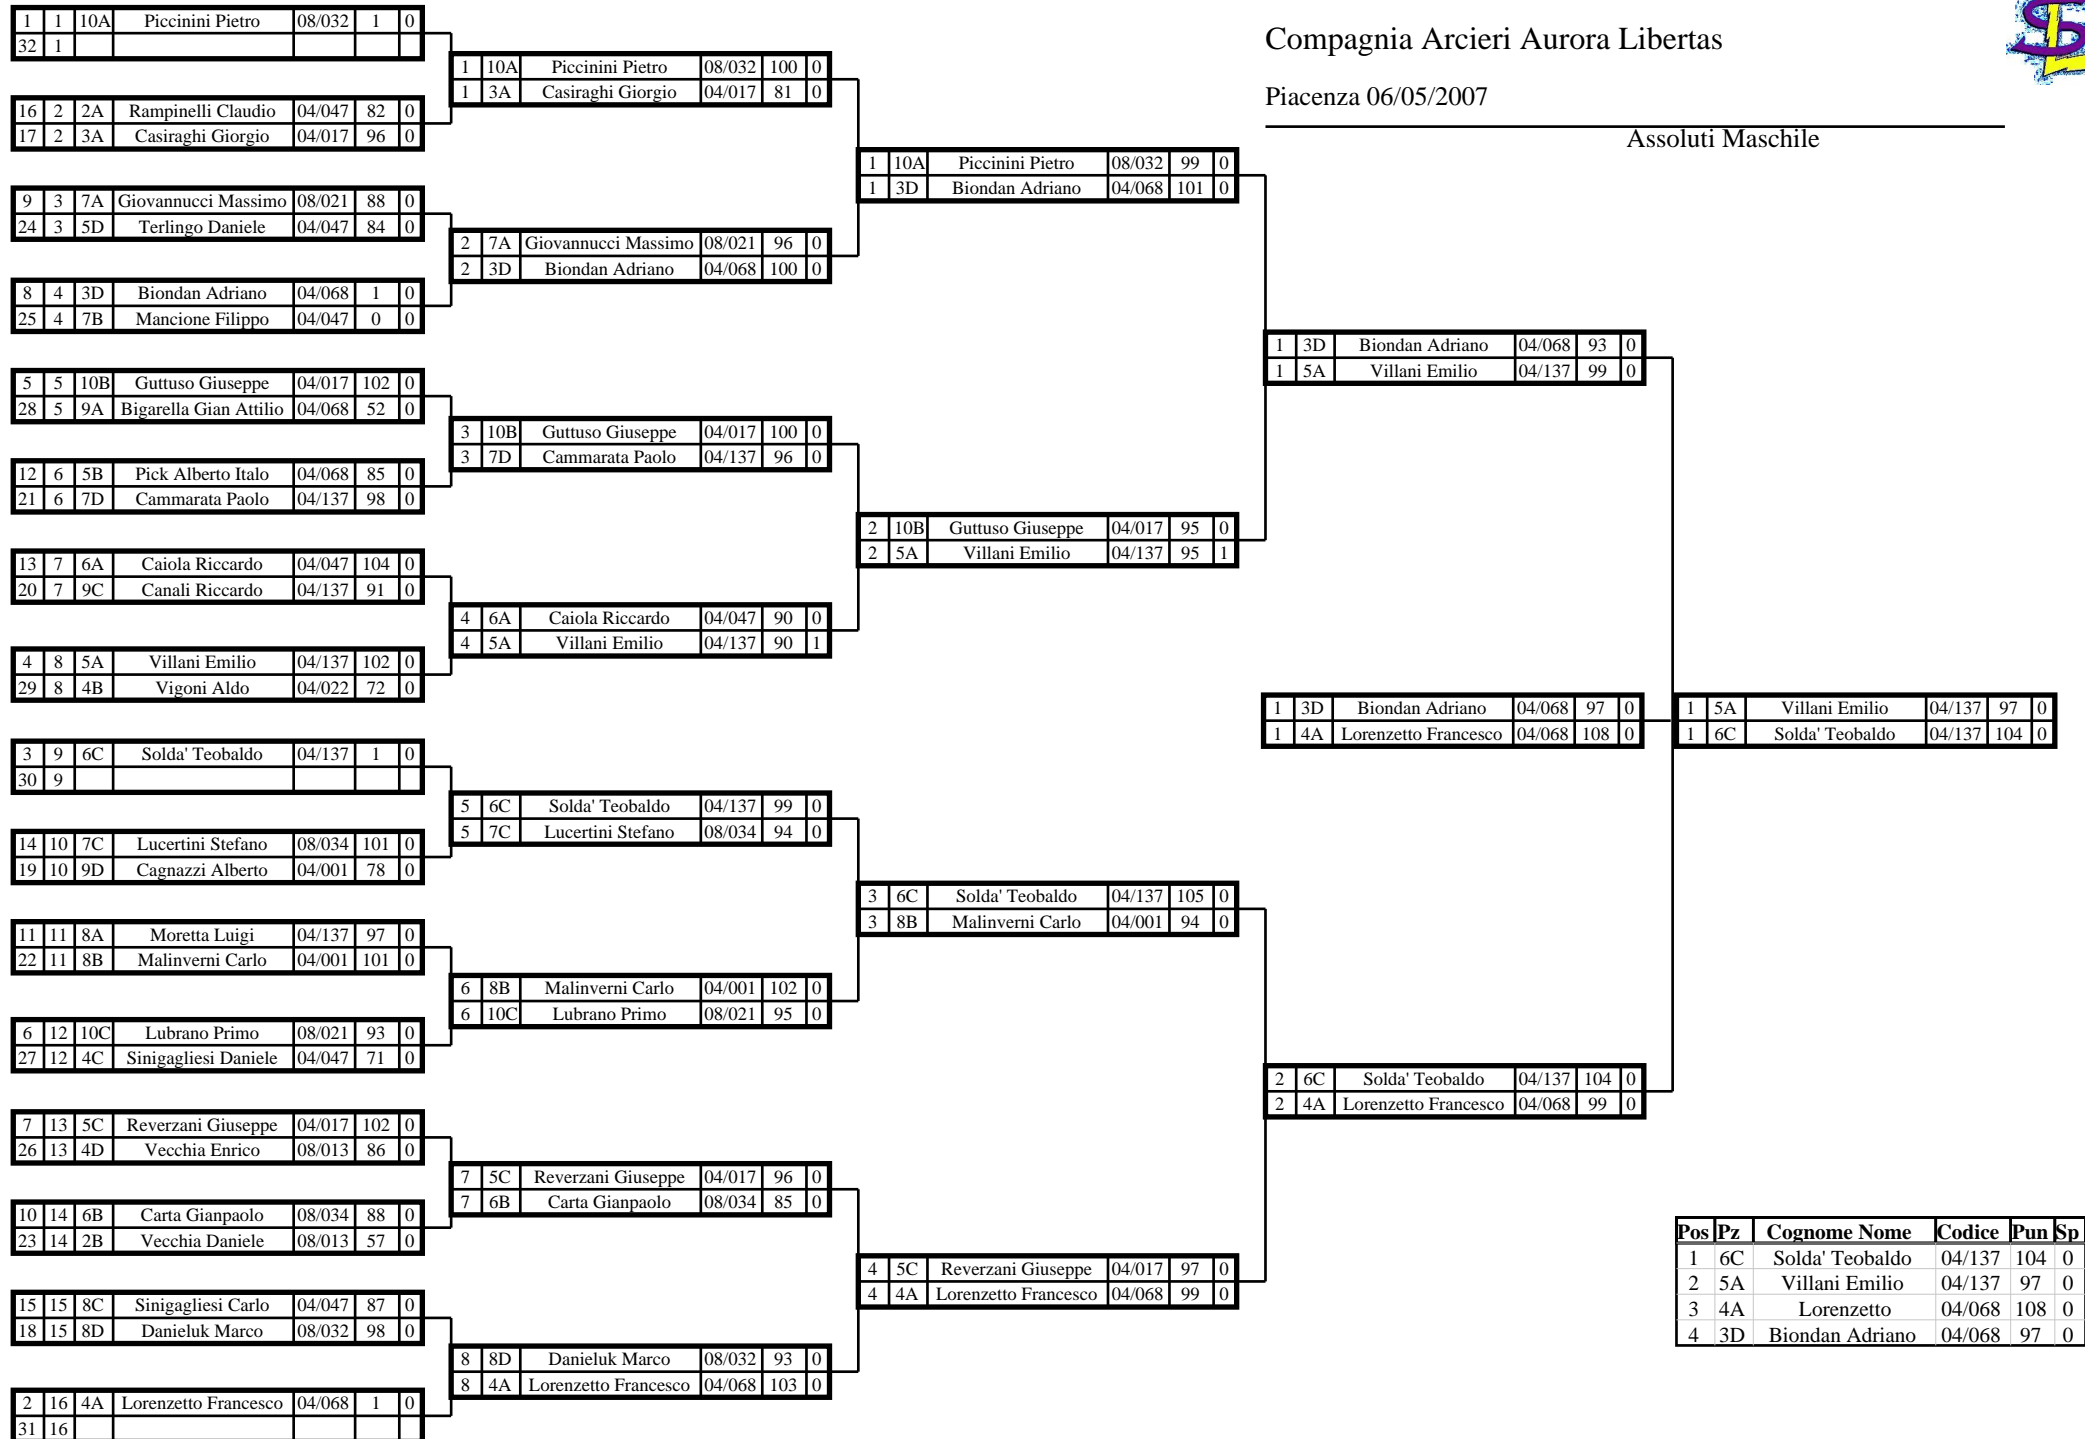 Compagnia Arcieri Aurora Libertas
Piacenza 06/05/2007
Assoluti Maschile
1 1 10A Piccinini Pietro 08/032 1 0
32 1
16 2 2A Rampinelli Claudio 04/047 82 0
17 2 3A Casiraghi Giorgio 04/017 96 0
9 3 7A Giovannucci Massimo 08/021 88 0
24 3 5D Terlingo Daniele 04/047 84 0
8 4 3D Biondan Adriano 04/068 1 0
25 4 7B Mancione Filippo 04/047 0 0
5 5 10B Guttuso Giuseppe 04/017 102 0
28 5 9A Bigarella Gian Attilio 04/068 52 0
12 6 5B Pick Alberto Italo 04/068 85 0
21 6 7D Cammarata Paolo 04/137 98 0
13 7 6A Caiola Riccardo 04/047 104 0
20 7 9C Canali Riccardo 04/137 91 0
4 8 5A Villani Emilio 04/137 102 0
29 8 4B Vigoni Aldo 04/022 72 0
3 9 6C Solda' Teobaldo 04/137 1 0
30 9
14 10 7C Lucertini Stefano 08/034 101 0
19 10 9D Cagnazzi Alberto 04/001 78 0
11 11 8A Moretta Luigi 04/137 97 0
22 11 8B Malinverni Carlo 04/001 101 0
6 12 10C Lubrano Primo 08/021 93 0
27 12 4C Sinigagliesi Daniele 04/047 71 0
7 13 5C Reverzani Giuseppe 04/017 102 0
26 13 4D Vecchia Enrico 08/013 86 0
10 14 6B Carta Gianpaolo 08/034 88 0
23 14 2B Vecchia Daniele 08/013 57 0
15 15 8C Sinigagliesi Carlo 04/047 87 0
18 15 8D Danieluk Marco 08/032 98 0
2 16 4A Lorenzetto Francesco 04/068 1 0
31 16
1 10A Piccinini Pietro 08/032 100 0
1 3A Casiraghi Giorgio 04/017 81 0
2 7A Giovannucci Massimo 08/021 96 0
2 3D Biondan Adriano 04/068 100 0
3 10B Guttuso Giuseppe 04/017 100 0
3 7D Cammarata Paolo 04/137 96 0
4 6A Caiola Riccardo 04/047 90 0
4 5A Villani Emilio 04/137 90 1
5 6C Solda' Teobaldo 04/137 99 0
5 7C Lucertini Stefano 08/034 94 0
6 8B Malinverni Carlo 04/001 102 0
6 10C Lubrano Primo 08/021 95 0
7 5C Reverzani Giuseppe 04/017 96 0
7 6B Carta Gianpaolo 08/034 85 0
8 8D Danieluk Marco 08/032 93 0
8 4A Lorenzetto Francesco 04/068 103 0
1 10A Piccinini Pietro 08/032 99 0
1 3D Biondan Adriano 04/068 101 0
2 10B Guttuso Giuseppe 04/017 95 0
2 5A Villani Emilio 04/137 95 1
3 6C Solda' Teobaldo 04/137 105 0
3 8B Malinverni Carlo 04/001 94 0
4 5C Reverzani Giuseppe 04/017 97 0
4 4A Lorenzetto Francesco 04/068 99 0
1 3D Biondan Adriano 04/068 93 0
1 5A Villani Emilio 04/137 99 0
2 6C Solda' Teobaldo 04/137 104 0
2 4A Lorenzetto Francesco 04/068 99 0
1 3D Biondan Adriano 04/068 97 0
1 4A Lorenzetto Francesco 04/068 108 0
1 5A Villani Emilio 04/137 97 0
1 6C Solda' Teobaldo 04/137 104 0
Pos Pz Cognome Nome Codice Pun Sp
1 6C Solda' Teobaldo 04/137 104 0
2 5A Villani Emilio 04/137 97 0
3 4A Lorenzetto 04/068 108 0
4 3D Biondan Adriano 04/068 97 0